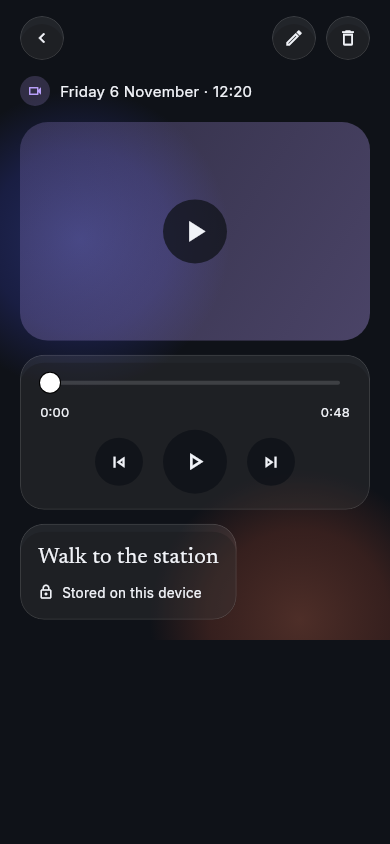 Friday 6 November · 12:20
0:00
0:48
Walk to the station
Stored on this device